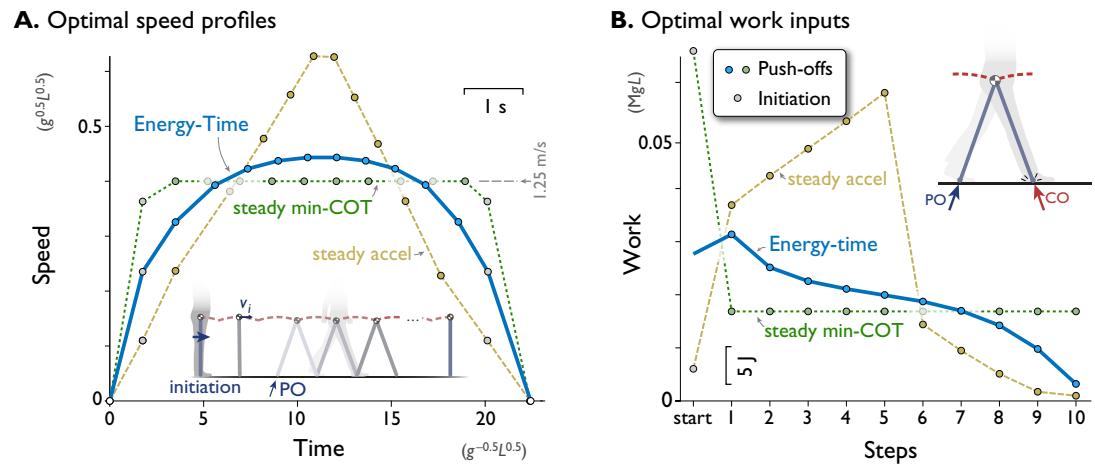 A. Optimal speed profiles
(g^0.5L^0.5)
0.5
0
Speed
Energy-Time
1 s
1.25 m/s
steady min-COT
steady accel
v_i
...
initiation
PO
0 5 10 15 20
Time
(g^-0.5L^0.5)
B. Optimal work inputs
(MgL)
0.05
0
Work
Push-offs
Initiation
steady accel
Energy-time
steady min-COT
5 J
PO
CO
start 1 2 3 4 5 6 7 8 9 10
Steps